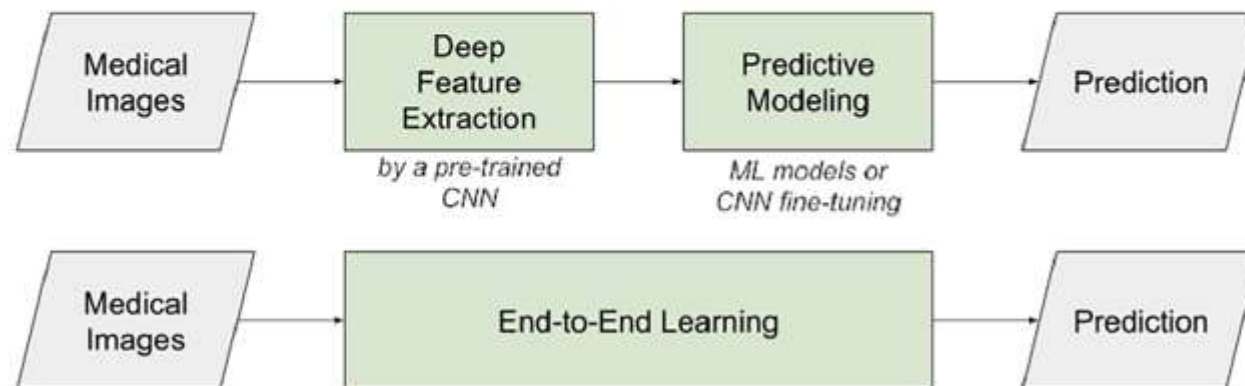 Medical
Images
Deep
Feature
Extraction
by a pre-trained
CNN
Predictive
Modeling
ML models or
CNN fine-tuning
Prediction
Medical
Images
End-to-End Learning
Prediction